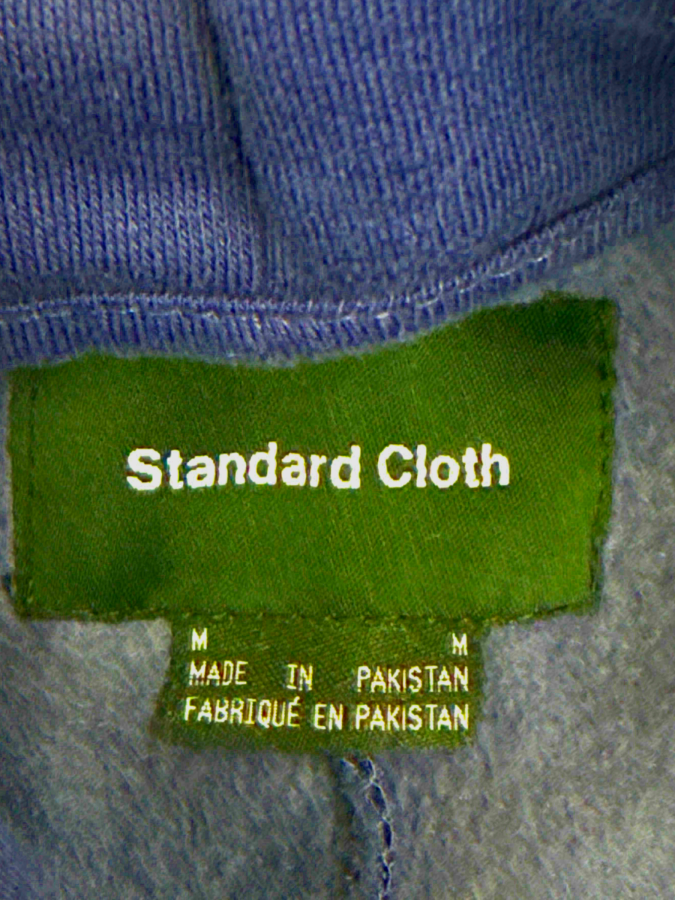 Standard Cloth
M M
MADE IN PAKISTAN
FABRIQUÉ EN PAKISTAN